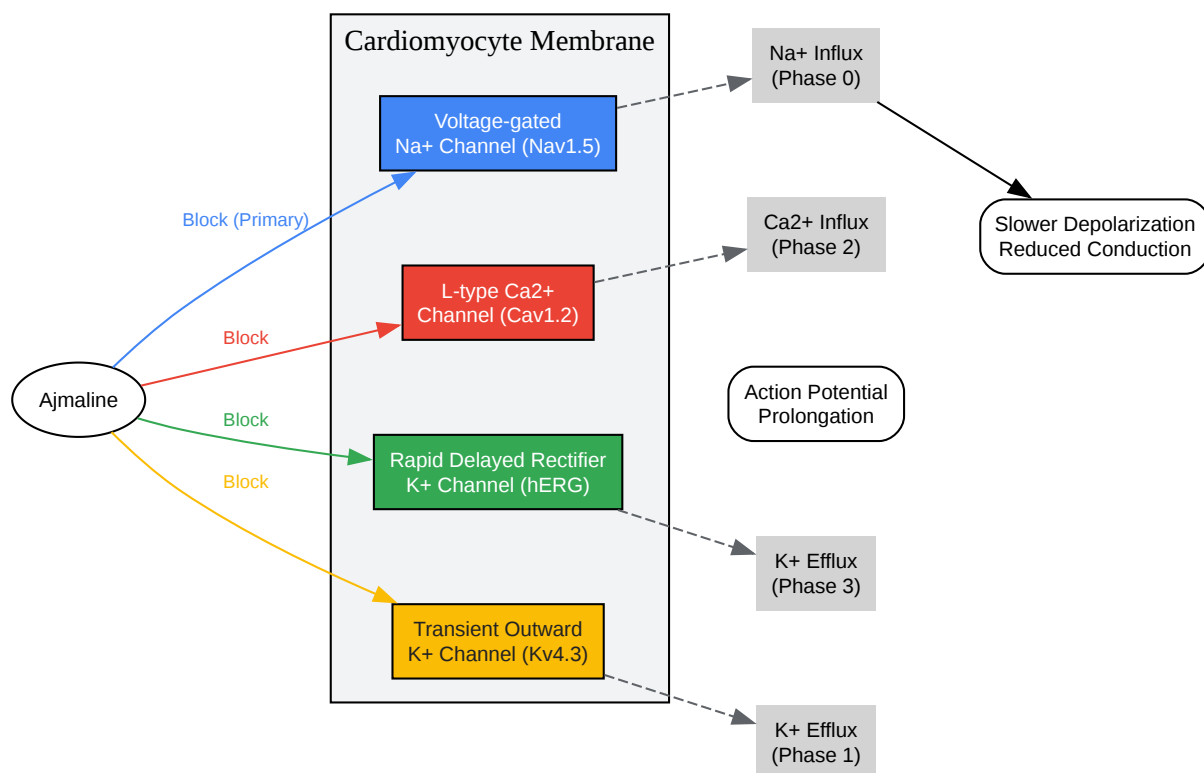 Cardiomyocyte Membrane
Na+ Influx
(Phase 0)
Voltage-gated
Na+ Channel (Nav1.5)
Block (Primary)
Ca2+ Influx
(Phase 2)
Slower Depolarization
Reduced Conduction
L-type Ca2+
Channel (Cav1.2)
Block
Ajmaline
Action Potential
Prolongation
Block
Rapid Delayed Rectifier
K+ Channel (hERG)
Block
K+ Efflux
(Phase 3)
Transient Outward
K+ Channel (Kv4.3)
K+ Efflux
(Phase 1)